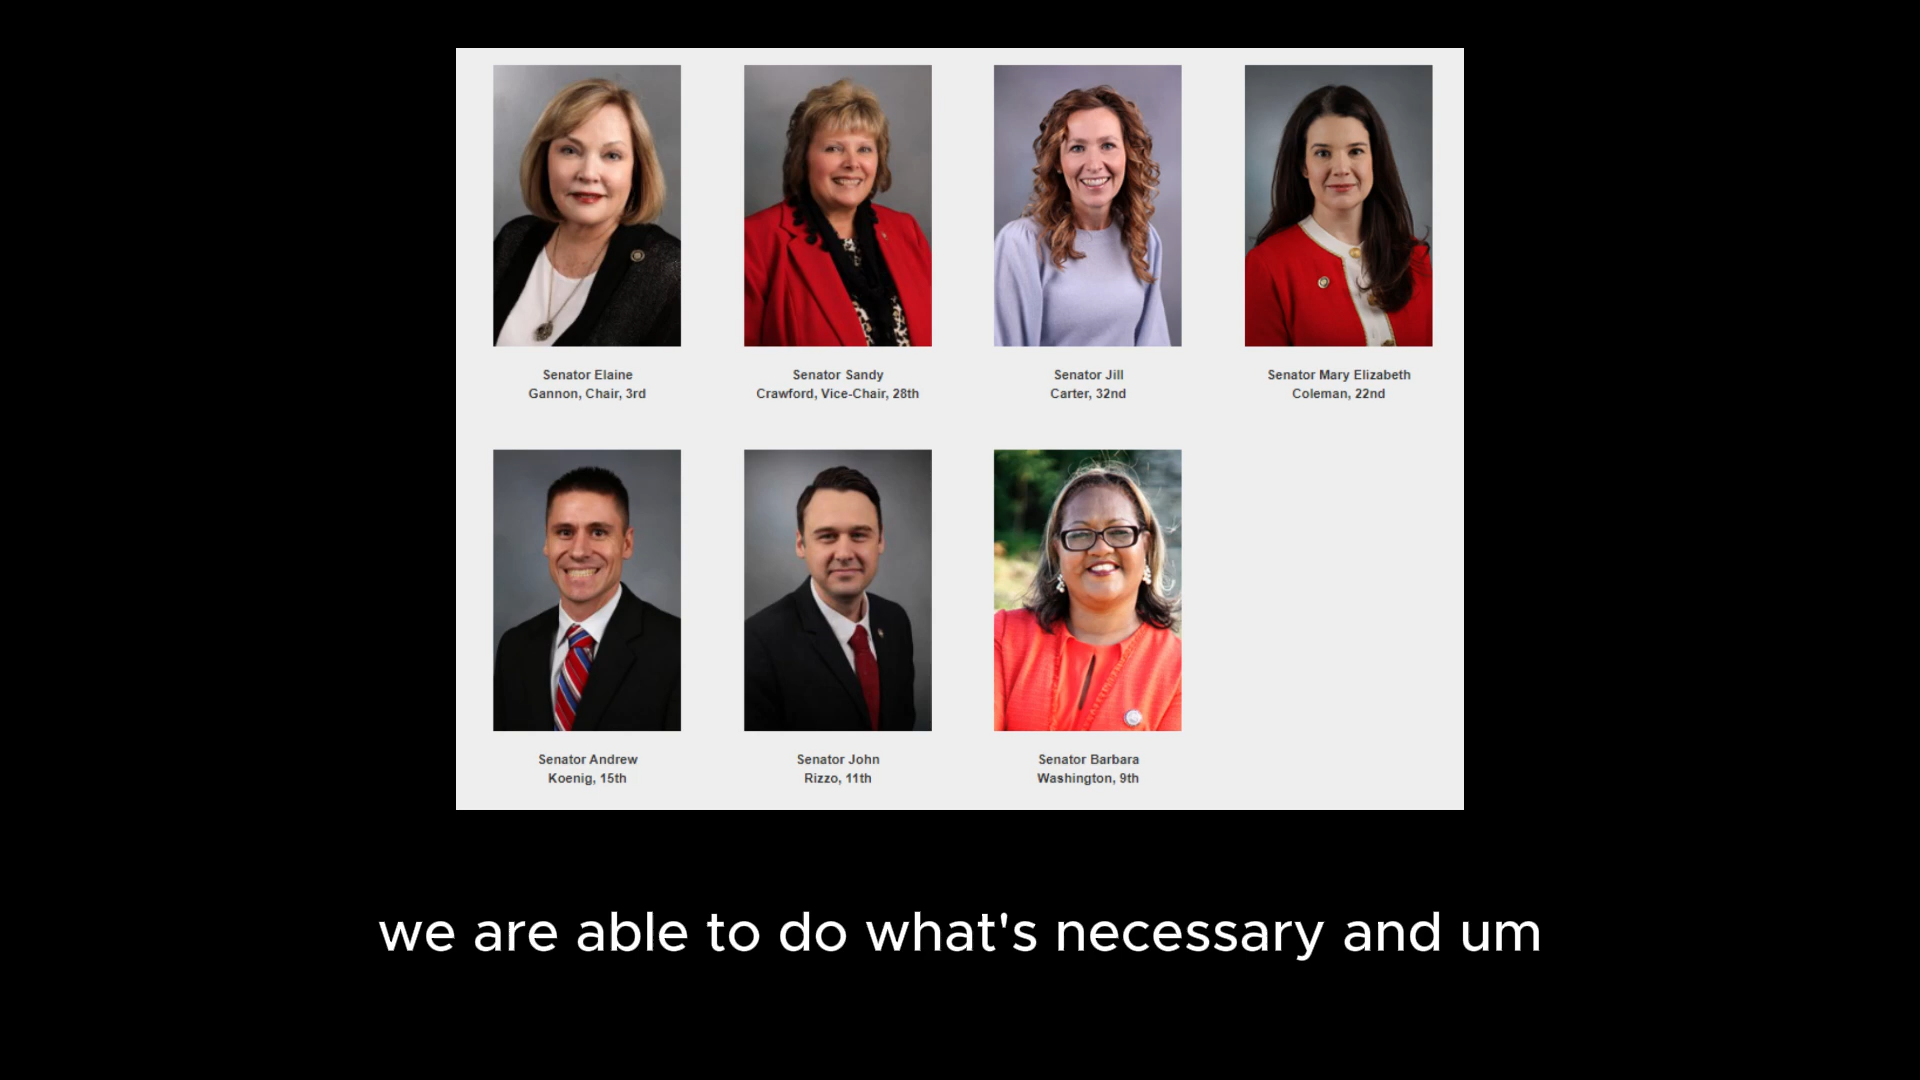 Senator Elaine
Gannon, Chair, 3rd
Senator Sandy
Crawford, Vice-Chair, 28th
Senator Jill
Carter, 32nd
Senator Mary Elizabeth
Coleman, 22nd
Senator Andrew
Koenig, 15th
Senator John
Rizzo, 11th
Senator Barbara
Washington, 9th
we are able to do what's necessary and um